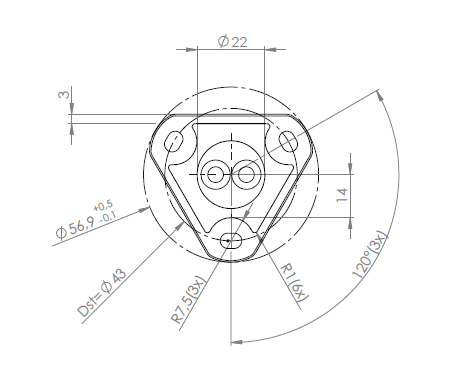 Ø22
3
14
Ø56,9 +0,5 -0,1
Dst=Ø43
R7,5(3x)
R1(6x)
120°(3x)